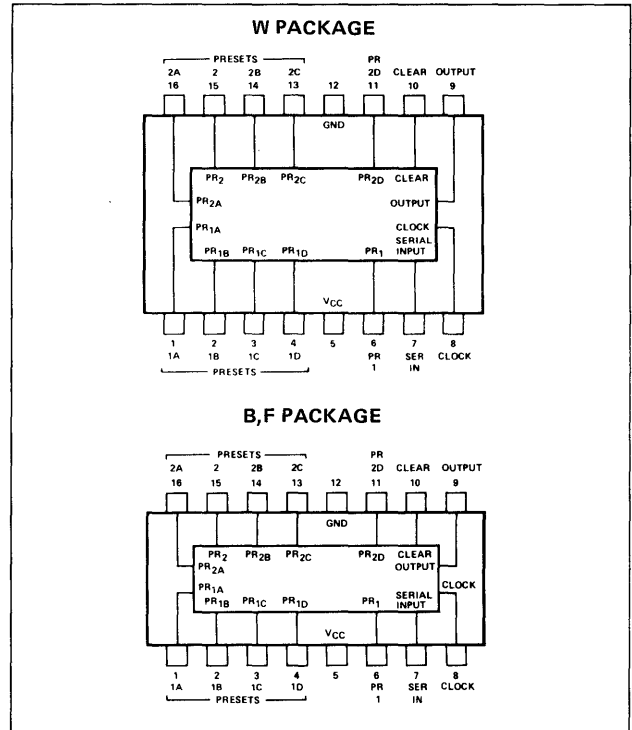 W PACKAGE
PRESETS PR
2A 2 2B 2C 2D CLEAR OUTPUT
16 15 14 13 12 11 10 9
GND
PR2 PR2B PR2C PR2D CLEAR
PR2A OUTPUT
PR1A CLOCK
SERIAL
PR1B PR1C PR1D PR1 INPUT
VCC
1 2 3 4 5 6 7 8
1A 1B 1C 1D PR SER CLOCK
PRESETS 1 IN
B,F PACKAGE
PRESETS PR
2A 2 2B 2C 2D CLEAR OUTPUT
16 15 14 13 12 11 10 9
GND
PR2 PR2B PR2C PR2D CLEAR
PR2A OUTPUT
PR1A CLOCK
SERIAL
PR1B PR1C PR1D PR1 INPUT
VCC
1 2 3 4 5 6 7 8
1A 1B 1C 1D PR SER CLOCK
PRESETS 1 IN